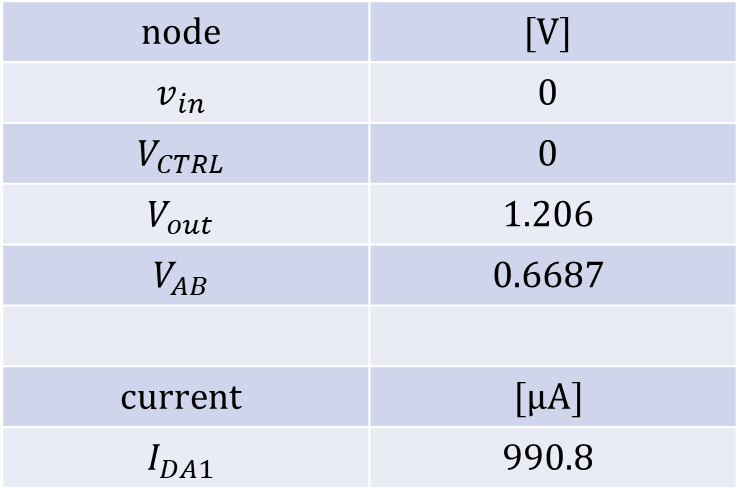 node [V]
v_in 0
V_CTRL 0
V_out 1.206
V_AB 0.6687
current [μA]
I_DA1 990.8